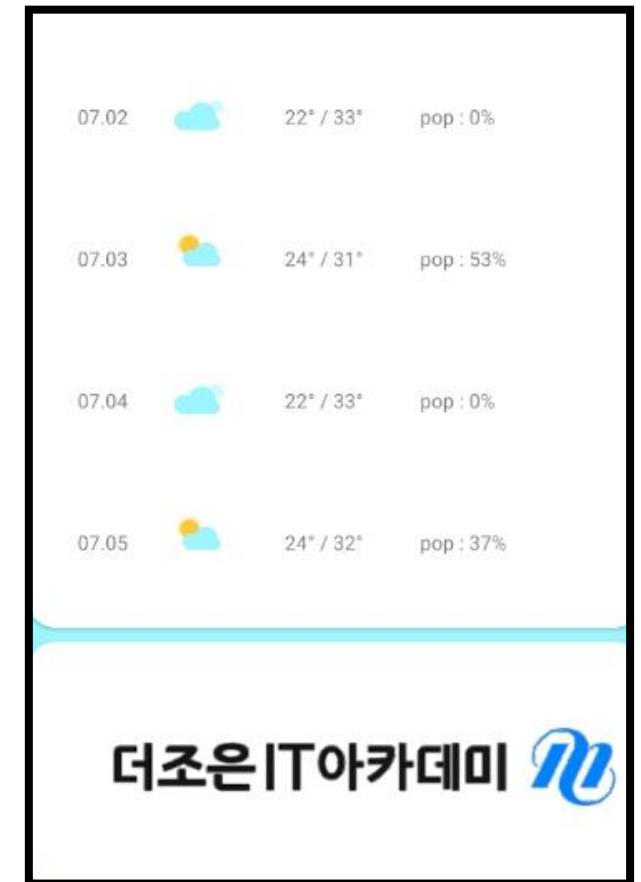 07.02 22° / 33° pop : 0%
07.03 24° / 31° pop : 53%
07.04 22° / 33° pop : 0%
07.05 24° / 32° pop : 37%
더조은IT아카데미